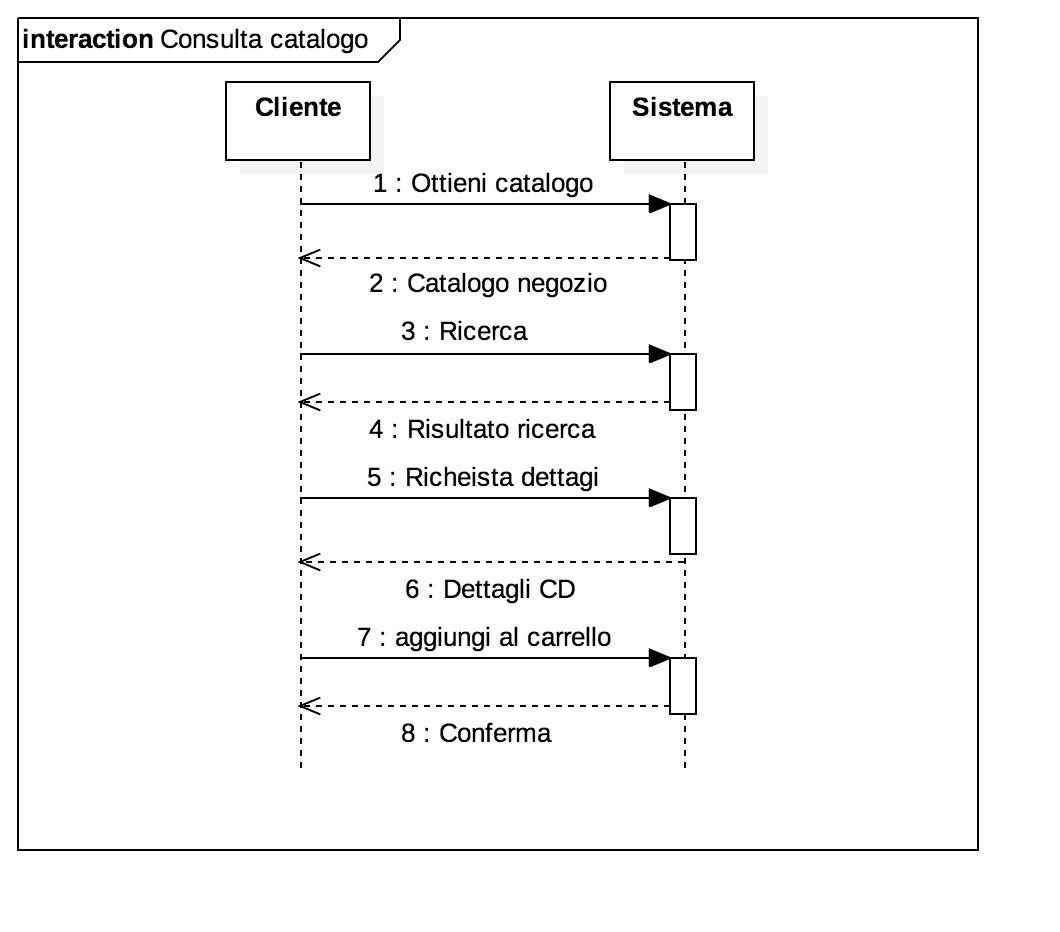 interaction Consulta catalogo
Cliente
Sistema
1 : Ottieni catalogo
2 : Catalogo negozio
3 : Ricerca
4 : Risultato ricerca
5 : Richeista dettagi
6 : Dettagli CD
7 : aggiungi al carrello
8 : Conferma